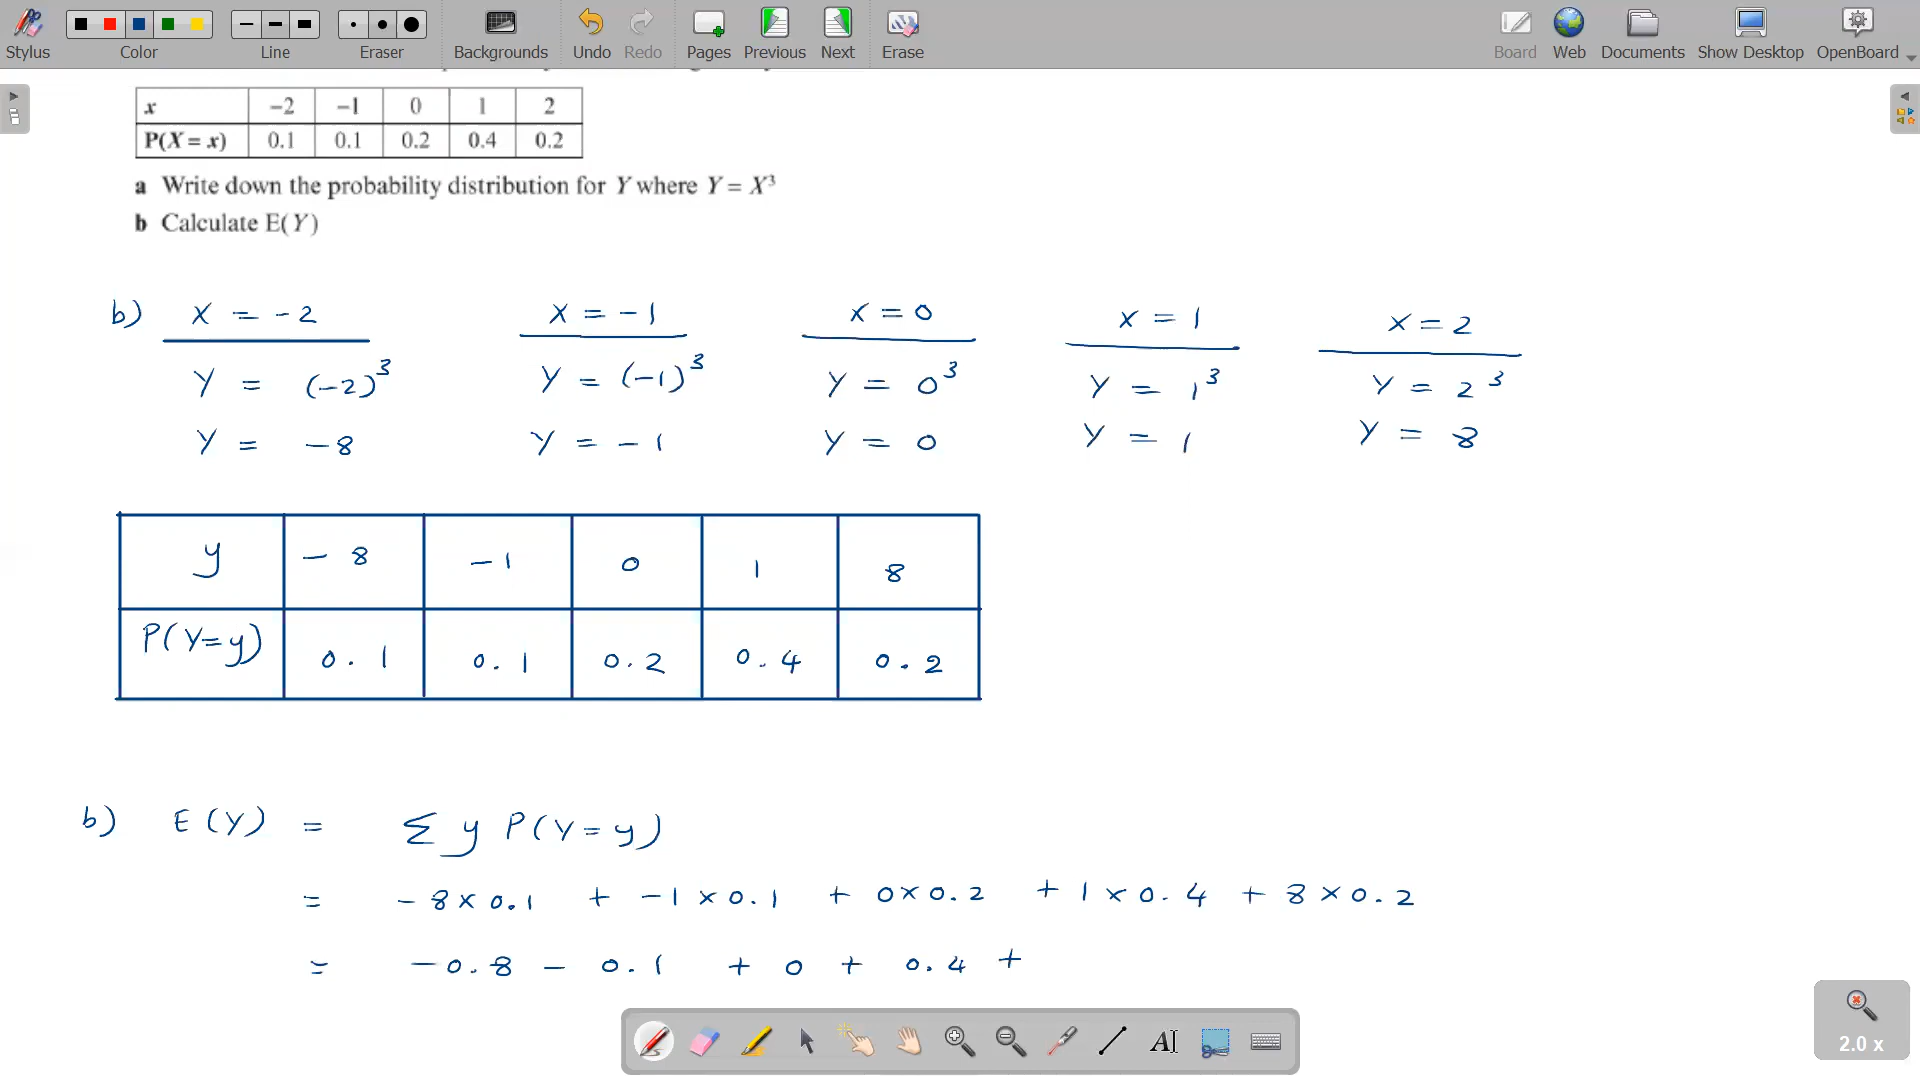 Stylus Color Line Eraser Backgrounds Undo Redo Pages Previous Next Erase Board Web Documents Show Desktop OpenBoard
x -2 -1 0 1 2
P(X = x) 0.1 0.1 0.2 0.4 0.2
a Write down the probability distribution for Y where Y = X³
b Calculate E(Y)
b) X = -2 X = -1 X = 0 X = 1 X = 2
Y = (-2)³ Y = (-1)³ Y = 0³ Y = 1³ Y = 2³
Y = -8 Y = -1 Y = 0 Y = 1 Y = 8
y -8 -1 0 1 8
P(Y=y) 0.1 0.1 0.2 0.4 0.2
b) E(Y) = Σ y P(Y=y)
= -8 × 0.1 + -1 × 0.1 + 0 × 0.2 + 1 × 0.4 + 8 × 0.2
= -0.8 - 0.1 + 0 + 0.4 +
AI
2.0 x